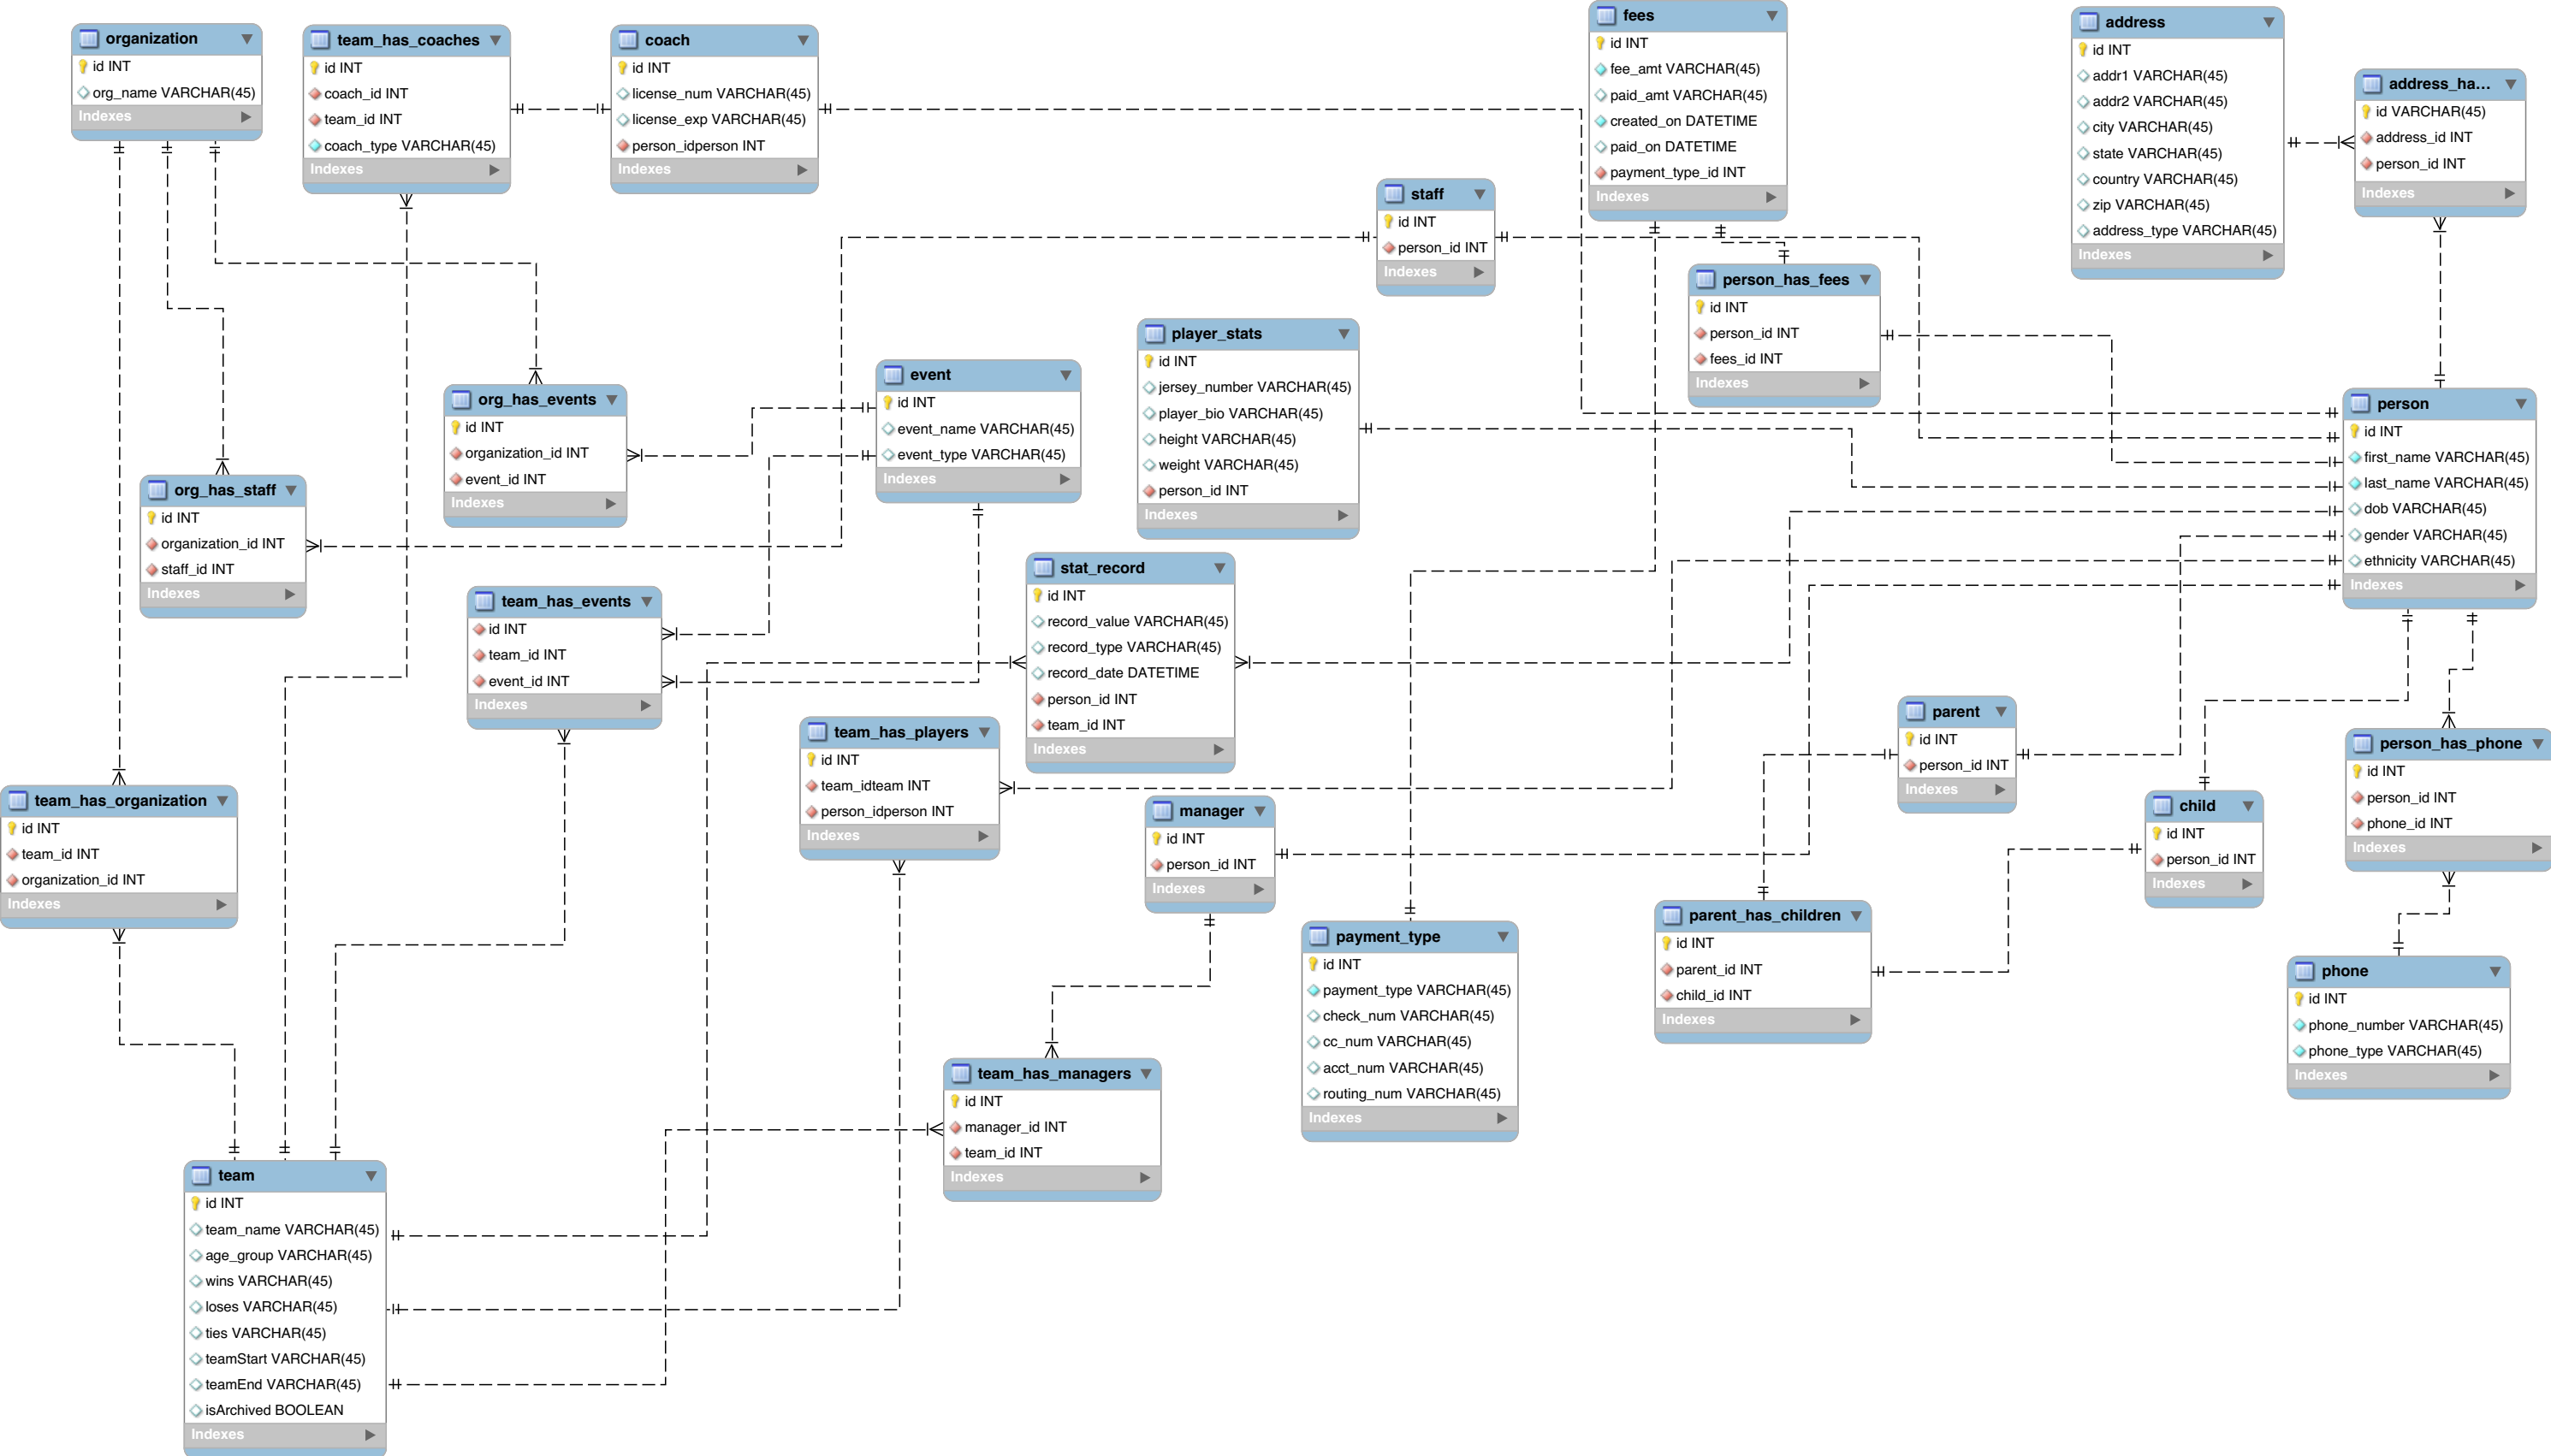 organization
id INT
org_name VARCHAR(45)
Indexes
team_has_coaches
id INT
coach_id INT
team_id INT
coach_type VARCHAR(45)
Indexes
coach
id INT
license_num VARCHAR(45)
license_exp VARCHAR(45)
person_idperson INT
Indexes
fees
id INT
fee_amt VARCHAR(45)
paid_amt VARCHAR(45)
created_on DATETIME
paid_on DATETIME
payment_type_id INT
Indexes
address
id INT
addr1 VARCHAR(45)
addr2 VARCHAR(45)
city VARCHAR(45)
state VARCHAR(45)
country VARCHAR(45)
zip VARCHAR(45)
address_type VARCHAR(45)
Indexes
address_ha...
id VARCHAR(45)
address_id INT
person_id INT
Indexes
staff
id INT
person_id INT
Indexes
person_has_fees
id INT
person_id INT
fees_id INT
Indexes
player_stats
id INT
jersey_number VARCHAR(45)
player_bio VARCHAR(45)
height VARCHAR(45)
weight VARCHAR(45)
person_id INT
Indexes
event
id INT
event_name VARCHAR(45)
event_type VARCHAR(45)
Indexes
org_has_events
id INT
organization_id INT
event_id INT
Indexes
person
id INT
first_name VARCHAR(45)
last_name VARCHAR(45)
dob VARCHAR(45)
gender VARCHAR(45)
ethnicity VARCHAR(45)
Indexes
org_has_staff
id INT
organization_id INT
staff_id INT
Indexes
stat_record
id INT
record_value VARCHAR(45)
record_type VARCHAR(45)
record_date DATETIME
person_id INT
team_id INT
Indexes
team_has_events
id INT
team_id INT
event_id INT
Indexes
team_has_players
id INT
team_idteam INT
person_idperson INT
Indexes
parent
id INT
person_id INT
Indexes
person_has_phone
id INT
person_id INT
phone_id INT
Indexes
team_has_organization
id INT
team_id INT
organization_id INT
Indexes
manager
id INT
person_id INT
Indexes
child
id INT
person_id INT
Indexes
parent_has_children
id INT
parent_id INT
child_id INT
Indexes
payment_type
id INT
payment_type VARCHAR(45)
check_num VARCHAR(45)
cc_num VARCHAR(45)
acct_num VARCHAR(45)
routing_num VARCHAR(45)
Indexes
phone
id INT
phone_number VARCHAR(45)
phone_type VARCHAR(45)
Indexes
team_has_managers
id INT
manager_id INT
team_id INT
Indexes
team
id INT
team_name VARCHAR(45)
age_group VARCHAR(45)
wins VARCHAR(45)
loses VARCHAR(45)
ties VARCHAR(45)
teamStart VARCHAR(45)
teamEnd VARCHAR(45)
isArchived BOOLEAN
Indexes